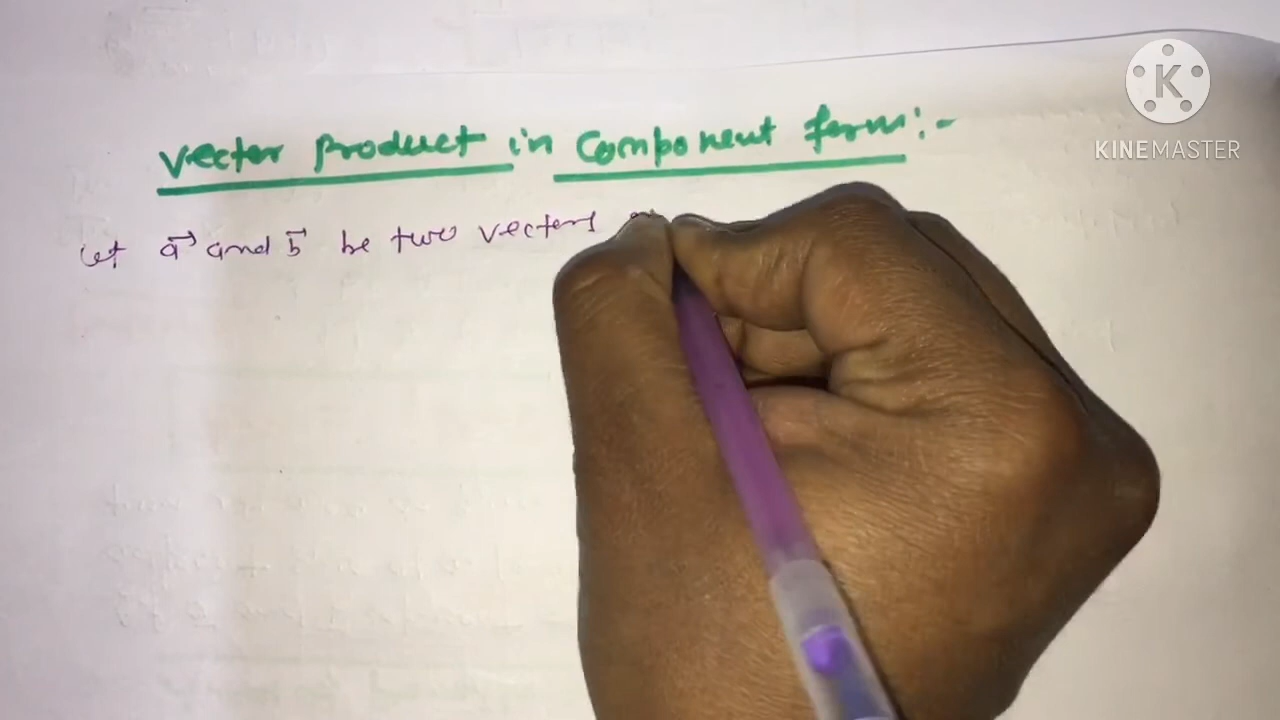 KINEMASTER
Vector product in Component form:-
Let a⃗ and b⃗ be two vectors